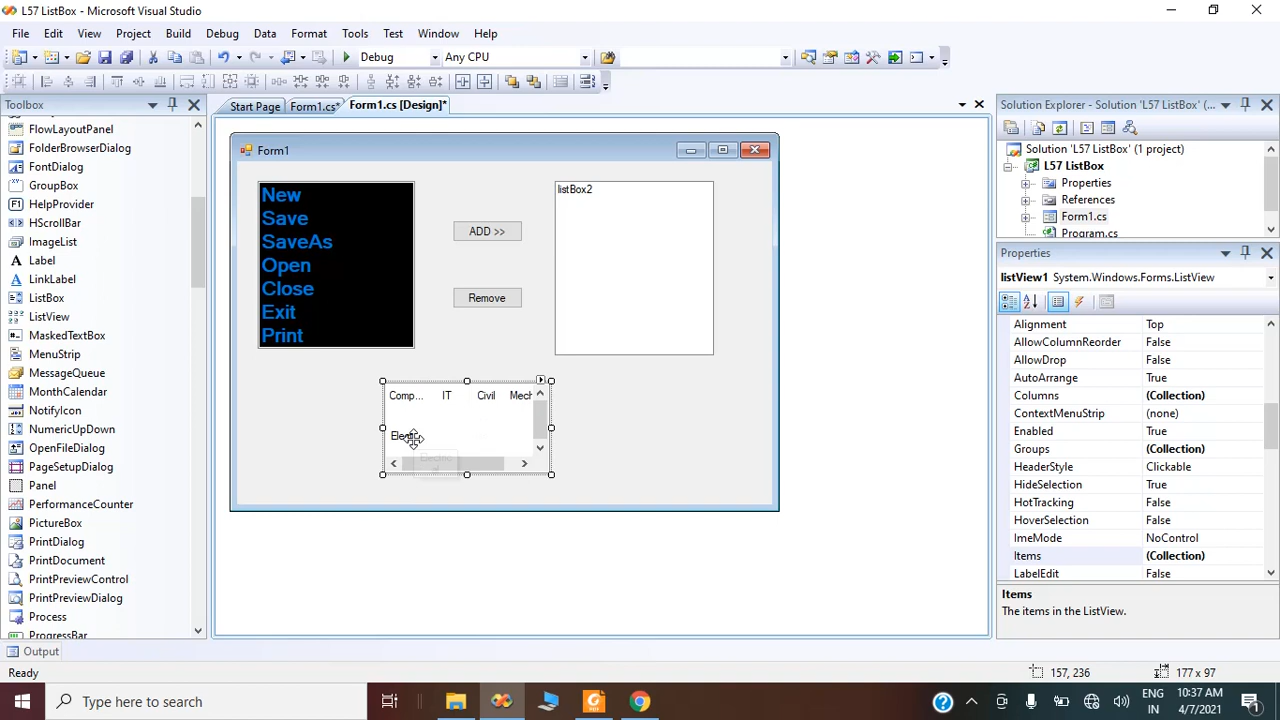 L57 ListBox - Microsoft Visual Studio
File Edit View Project Build Debug Data Format Tools Test Window Help
Debug Any CPU
Toolbox
FlowLayoutPanel
FolderBrowserDialog
FontDialog
GroupBox
HelpProvider
HScrollBar
ImageList
Label
LinkLabel
ListBox
ListView
MaskedTextBox
MenuStrip
MessageQueue
MonthCalendar
NotifyIcon
NumericUpDown
OpenFileDialog
PageSetupDialog
Panel
PerformanceCounter
PictureBox
PrintDialog
PrintDocument
PrintPreviewControl
PrintPreviewDialog
Process
ProgressBar
Output
Start Page Form1.cs* Form1.cs [Design]*
Form1
New
Save
SaveAs
Open
Close
Exit
Print
ADD >>
Remove
listBox2
Comp... IT Civil Mech
Solution Explorer - Solution 'L57 ListBox' (...
Solution 'L57 ListBox' (1 project)
L57 ListBox
Properties
References
Form1.cs
Program.cs
Properties
listView1 System.Windows.Forms.ListView
Alignment Top
AllowColumnReorder False
AllowDrop False
AutoArrange True
Columns (Collection)
ContextMenuStrip (none)
Enabled True
Groups (Collection)
HeaderStyle Clickable
HideSelection True
HotTracking False
HoverSelection False
ImeMode NoControl
Items (Collection)
LabelEdit False
Items
The items in the ListView.
Ready 157, 236 177 x 97
Type here to search
ENG
IN
10:37 AM
4/7/2021